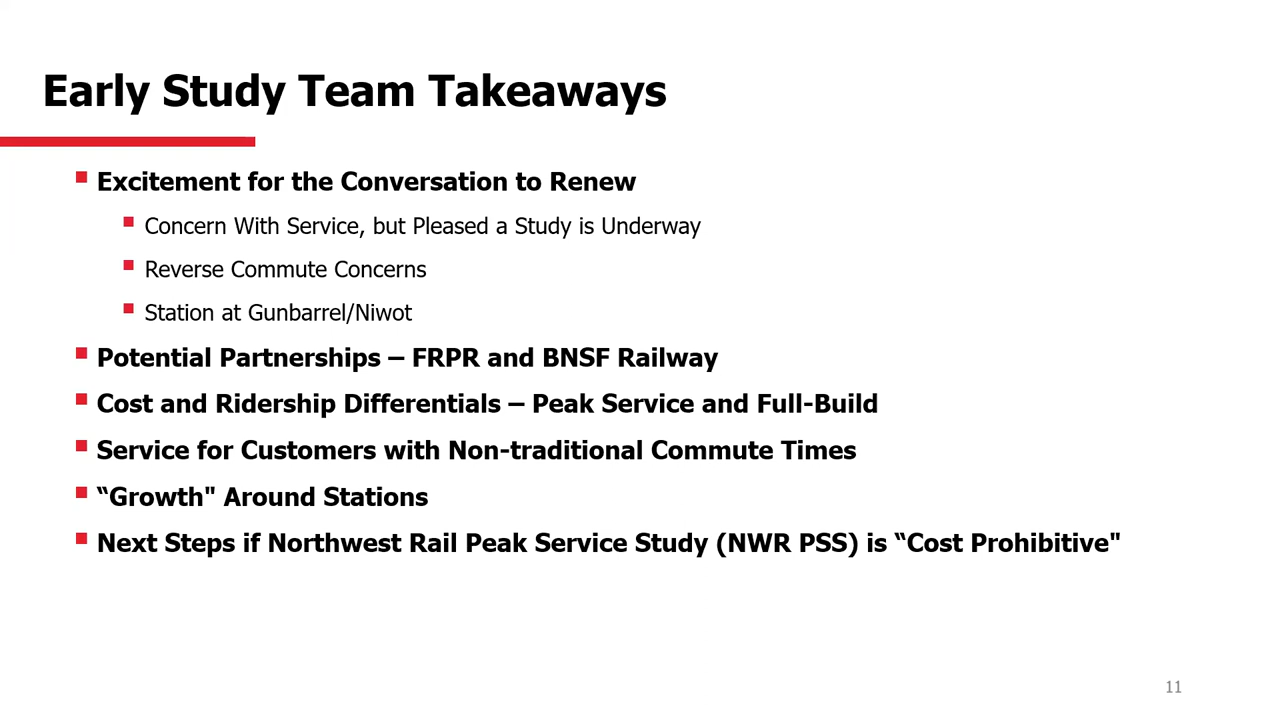 Early Study Team Takeaways
Excitement for the Conversation to Renew
Concern With Service, but Pleased a Study is Underway
Reverse Commute Concerns
Station at Gunbarrel/Niwot
Potential Partnerships – FRPR and BNSF Railway
Cost and Ridership Differentials – Peak Service and Full-Build
Service for Customers with Non-traditional Commute Times
“Growth" Around Stations
Next Steps if Northwest Rail Peak Service Study (NWR PSS) is “Cost Prohibitive"
11